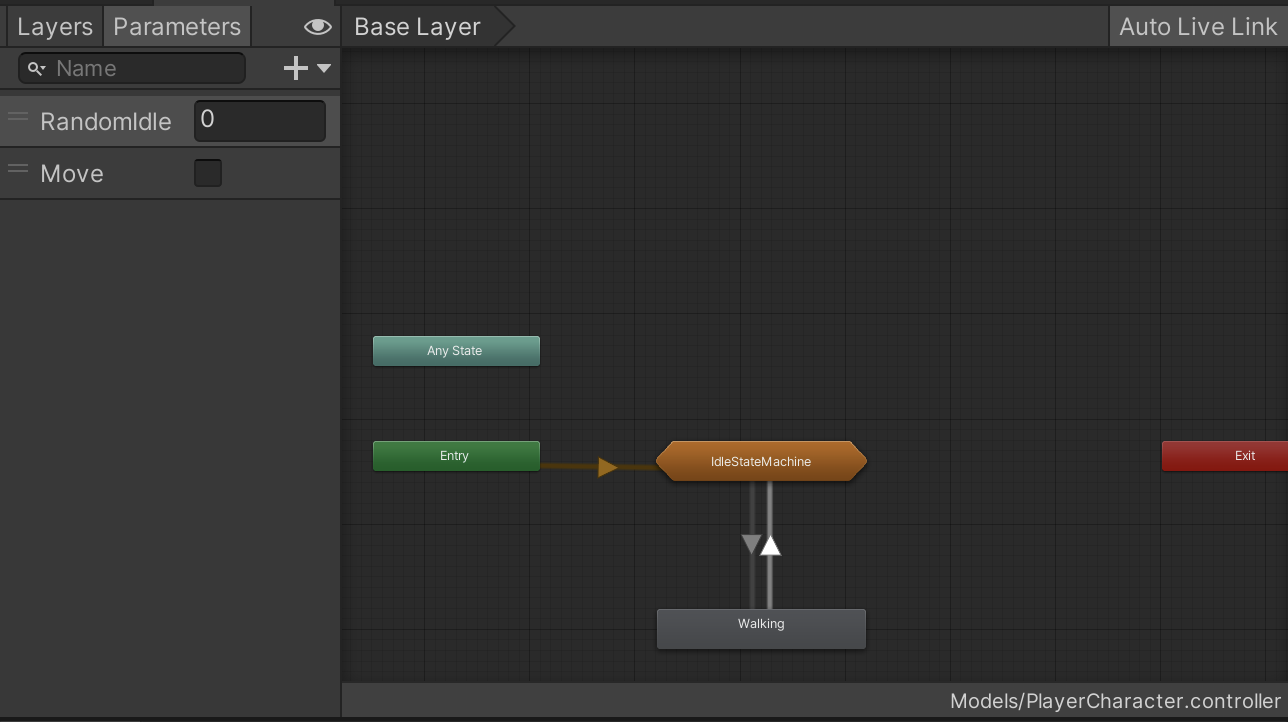 Layers Parameters Base Layer Auto Live Link
Name
RandomIdle 0
Move
Any State
Entry IdleStateMachine Exit
Walking
Models/PlayerCharacter.controller